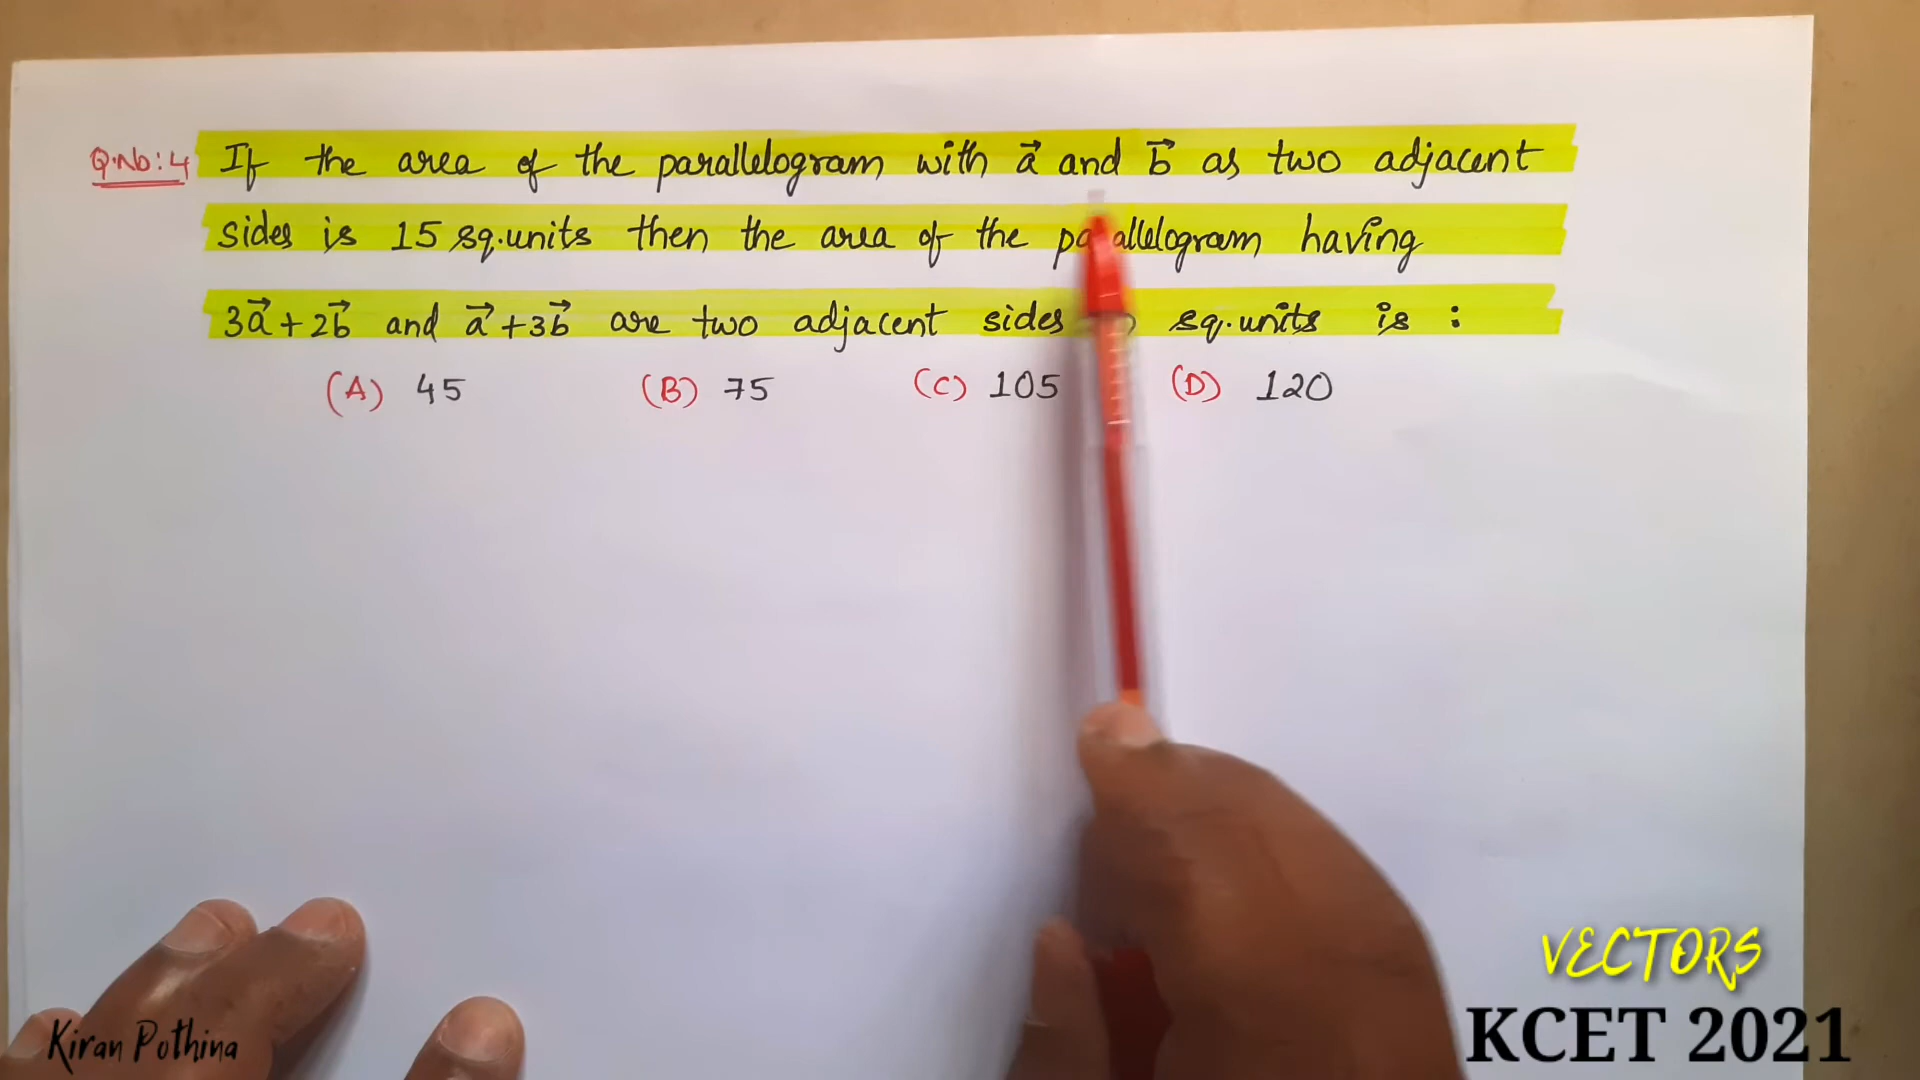 Q.No:4 If the area of the parallelogram with a⃗ and b⃗ as two adjacent
sides is 15 sq.units then the area of the parallelogram having
3a⃗+2b⃗ and a⃗+3b⃗ are two adjacent sides sq.units is :
(A) 45 (B) 75 (C) 105 (D) 120
VECTORS
KCET 2021
Kiran Pothina